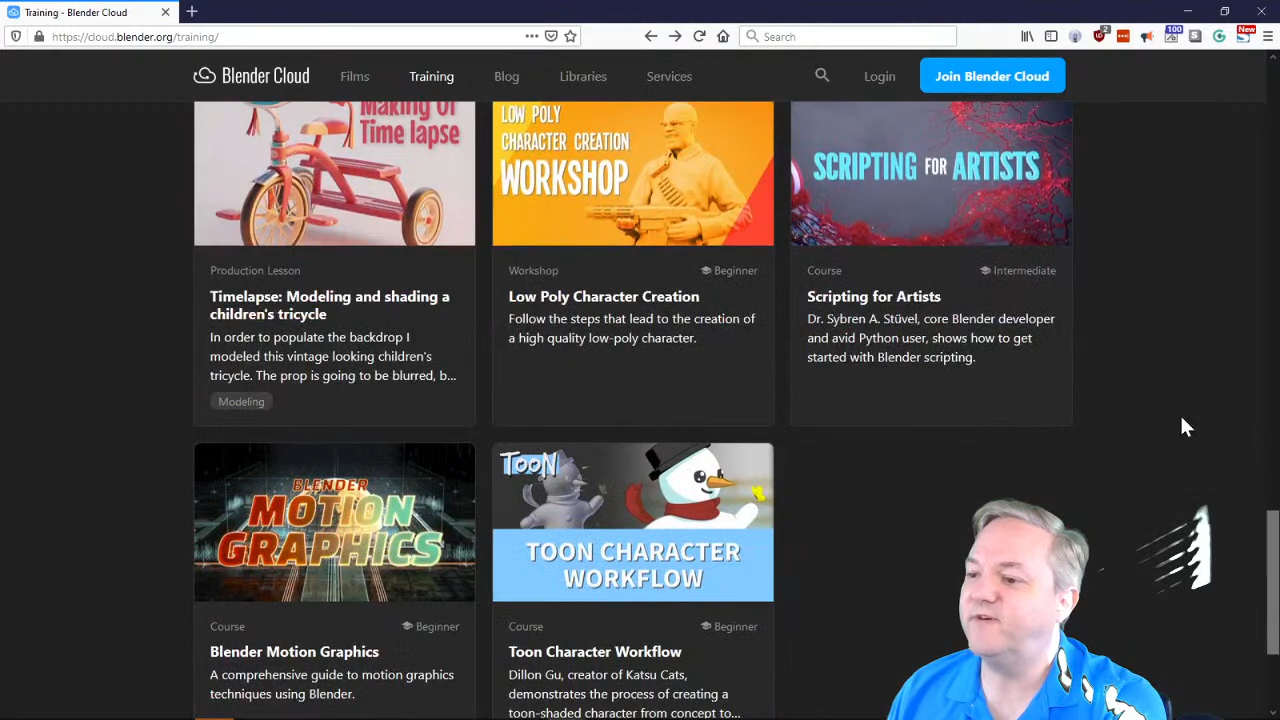 Training - Blender Cloud
https://cloud.blender.org/training/
Search
2
100
New
Blender Cloud
Films
Training
Blog
Libraries
Services
Login
Join Blender Cloud
Making Of
Time lapse
LOW POLY
CHARACTER CREATION
WORKSHOP
SCRIPTING FOR ARTISTS
Production Lesson
Timelapse: Modeling and shading a
children's tricycle
In order to populate the backdrop I
modeled this vintage looking children's
tricycle. The prop is going to be blurred, b...
Modeling
Workshop
Beginner
Low Poly Character Creation
Follow the steps that lead to the creation of
a high quality low-poly character.
Course
Intermediate
Scripting for Artists
Dr. Sybren A. Stüvel, core Blender developer
and avid Python user, shows how to get
started with Blender scripting.
BLENDER
MOTION
GRAPHICS
TOON
TOON CHARACTER
WORKFLOW
Course
Beginner
Blender Motion Graphics
A comprehensive guide to motion graphics
techniques using Blender.
Course
Beginner
Toon Character Workflow
Dillon Gu, creator of Katsu Cats,
demonstrates the process of creating a
toon-shaded character from concept to...